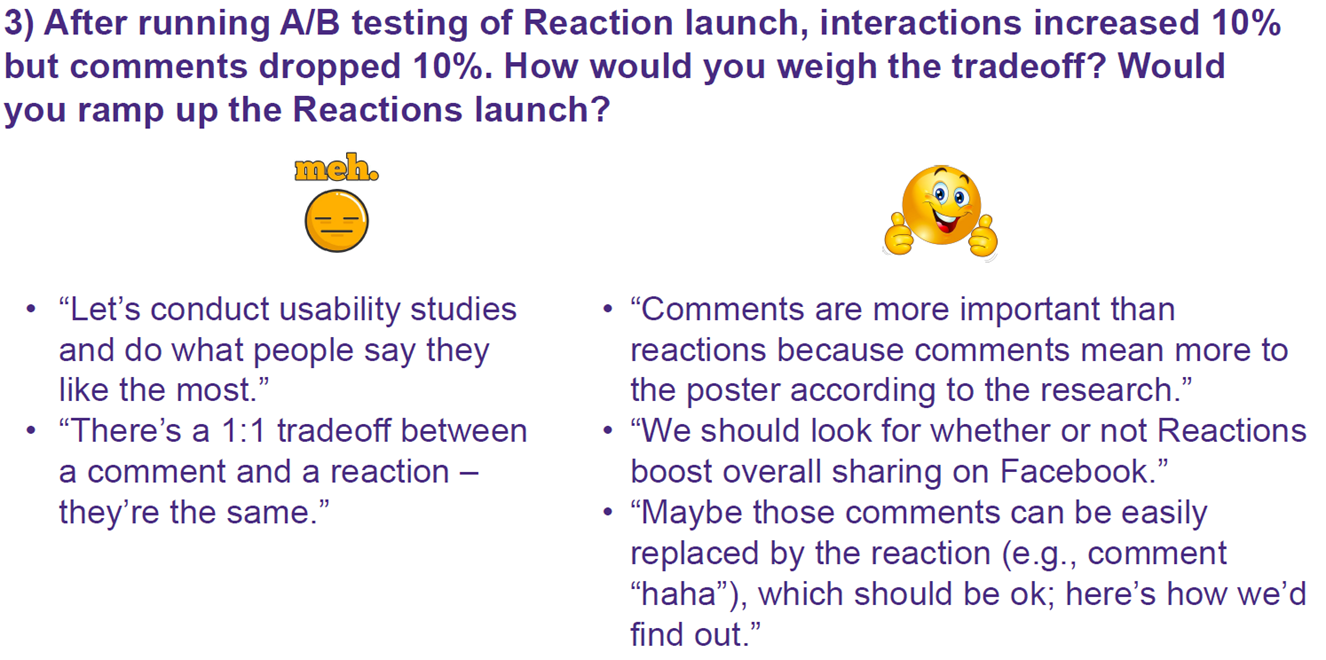 3) After running A/B testing of Reaction launch, interactions increased 10%
but comments dropped 10%. How would you weigh the tradeoff? Would
you ramp up the Reactions launch?
meh.
• “Let’s conduct usability studies
and do what people say they
like the most.”
• “There’s a 1:1 tradeoff between
a comment and a reaction –
they’re the same.”
• “Comments are more important than
reactions because comments mean more to
the poster according to the research.”
• “We should look for whether or not Reactions
boost overall sharing on Facebook.”
• “Maybe those comments can be easily
replaced by the reaction (e.g., comment
“haha”), which should be ok; here’s how we’d
find out.”